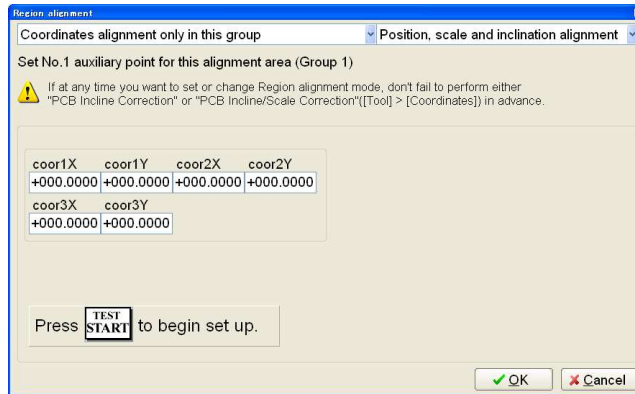 Region alignment
Coordinates alignment only in this group
Position, scale and inclination alignment
Set No.1 auxiliary point for this alignment area (Group 1)
If at any time you want to set or change Region alignment mode, don't fail to perform either
"PCB Incline Correction" or "PCB Incline/Scale Correction"([Tool] > [Coordinates]) in advance.
coor1X coor1Y coor2X coor2Y
+000.0000 +000.0000 +000.0000 +000.0000
coor3X coor3Y
+000.0000 +000.0000
Press TEST START to begin set up.
OK Cancel